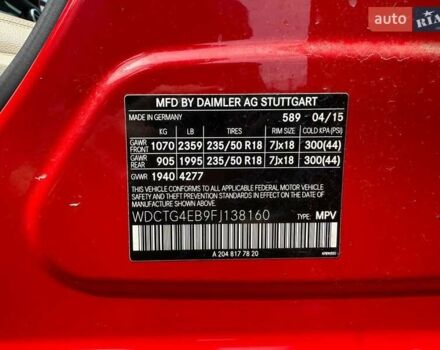 auto RIA
MFD BY DAIMLER AG STUTTGART
MADE IN GERMANY 589 04/15
KG LB TIRE SIZE RIM SIZE COLD KPA (PSI)
GAWR FRONT 1070 2359 235/50 R18 7Jx18 300(44)
GAWR REAR 905 1995 235/50 R18 7Jx18 300(44)
GVWR 1940 4277
THIS VEHICLE CONFORMS TO ALL APPLICABLE U.S. FEDERAL MOTOR VEHICLE
SAFETY BUMPER, AND THEFT PREVENTION STANDARDS IN EFFECT
ON THE DATE OF MANUFACTURE SHOWN ABOVE.
WDCTG4EB9FJ138160 TYPE: MPV
A 204 817 78 20